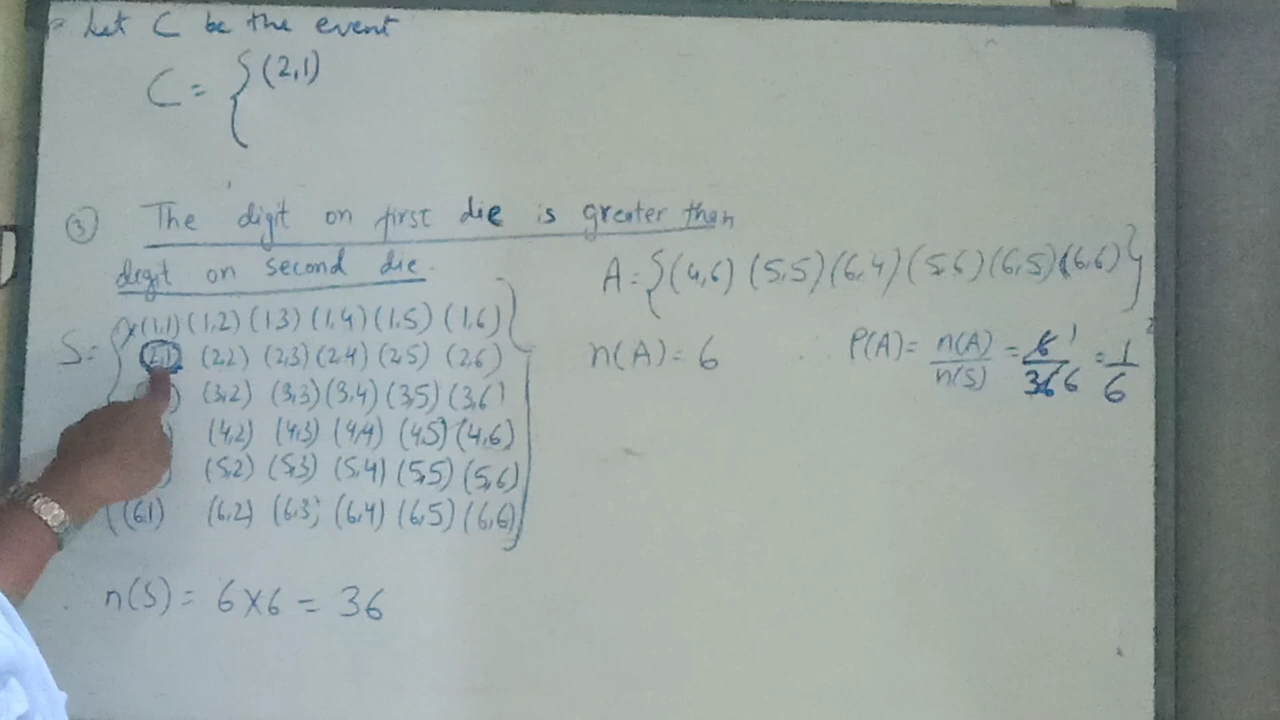 Let C be the event
C = { (2,1)
③ The digit on first die is greater than
digit on second die.
A = {(4,6) (5,5) (6,4) (5,6) (6,5) (6,6)}
S = { (1,1) (1,2) (1,3) (1,4) (1,5) (1,6) }
(2,1) (2,2) (2,3) (2,4) (2,5) (2,6)
n(A) = 6
∴ P(A) = n(A)/n(S) = 6/36 = 1/6
(3,2) (3,3) (3,4) (3,5) (3,6)
(4,2) (4,3) (4,4) (4,5) (4,6)
(5,2) (5,3) (5,4) (5,5) (5,6)
(6,1) (6,2) (6,3) (6,4) (6,5) (6,6)
n(S) = 6×6 = 36